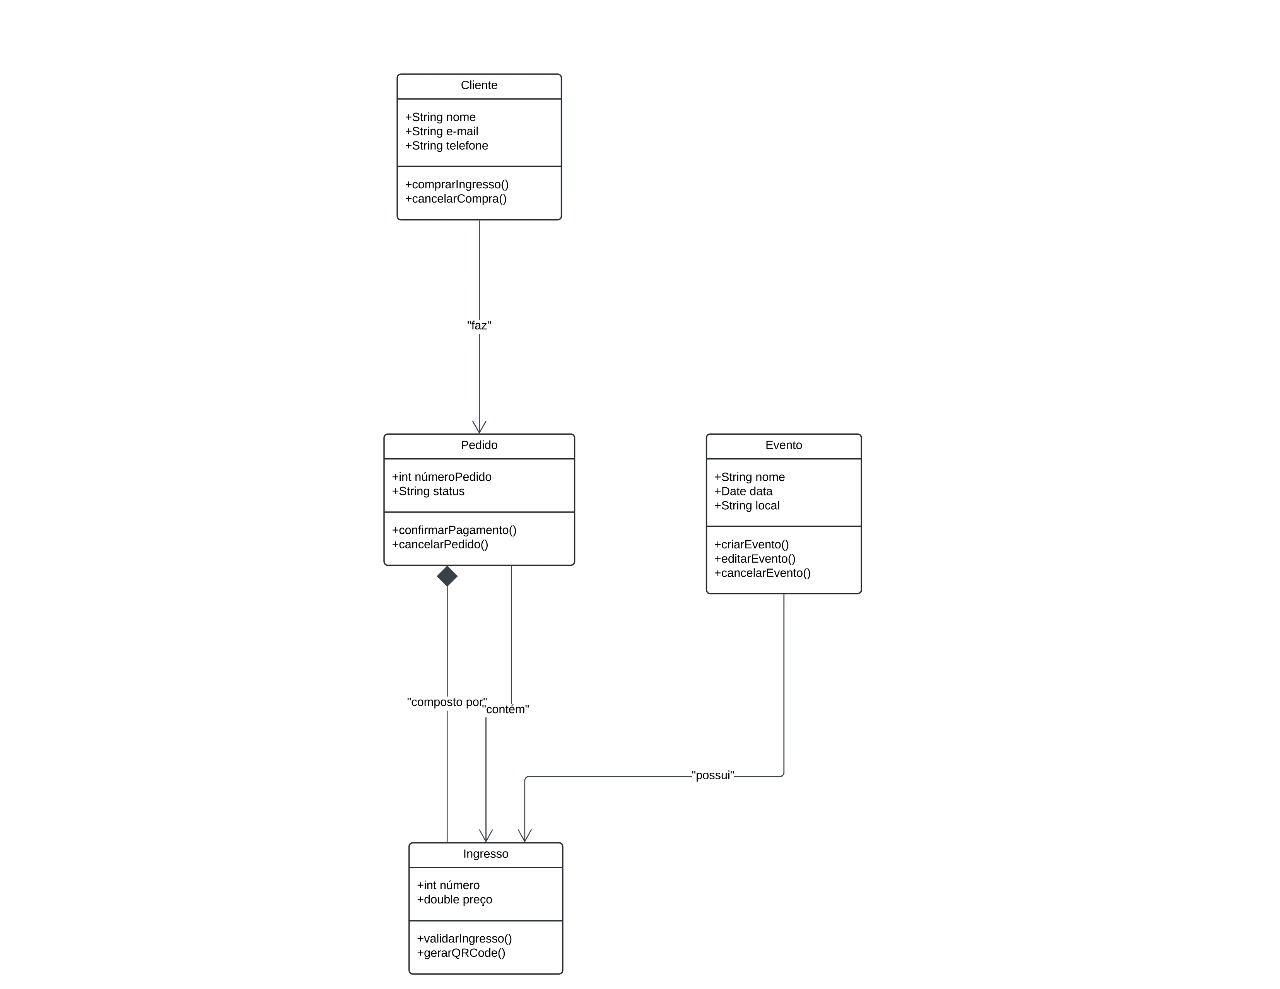 Cliente
+String nome
+String e-mail
+String telefone
+comprarIngresso()
+cancelarCompra()
"faz"
Pedido
+int númeroPedido
+String status
+confirmarPagamento()
+cancelarPedido()
Evento
+String nome
+Date data
+String local
+criarEvento()
+editarEvento()
+cancelarEvento()
"composto por"
"contém"
"possui"
Ingresso
+int número
+double preço
+validarIngresso()
+gerarQRCode()